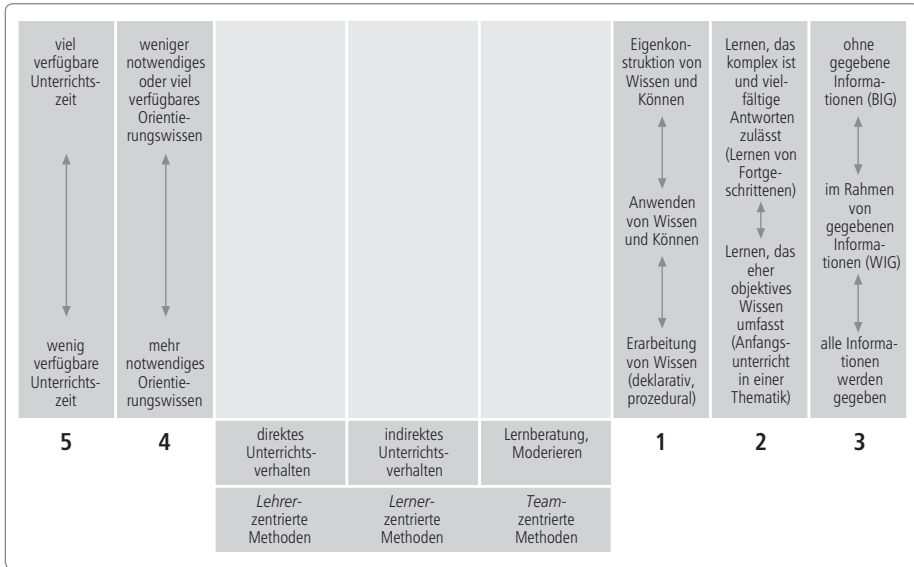 viel
verfügbare
Unterrichts-
zeit
wenig
verfügbare
Unterrichts-
zeit
5
weniger
notwendiges
oder viel
verfügbares
Orientie-
rungswissen
mehr
notwendiges
Orientie-
rungswissen
4
direktes
Unterrichts-
verhalten
Lehrer-
zentrierte
Methoden
indirektes
Unterrichts-
verhalten
Lerner-
zentrierte
Methoden
Lernberatung,
Moderieren
Team-
zentrierte
Methoden
Eigenkon-
struktion von
Wissen und
Können
Anwenden
von Wissen
und Können
Erarbeitung
von Wissen
(deklarativ,
prozedural)
1
Lernen, das
komplex ist
und viel-
fältige
Antworten
zulässt
(Lernen von
Fortge-
schrittenen)
Lernen, das
eher
objektives
Wissen
umfasst
(Anfangs-
unterricht
in einer
Thematik)
2
ohne
gegebene
Informa-
tionen (BIG)
im Rahmen
von
gegebenen
Informa-
tionen (WIG)
alle Informa-
tionen
werden
gegeben
3